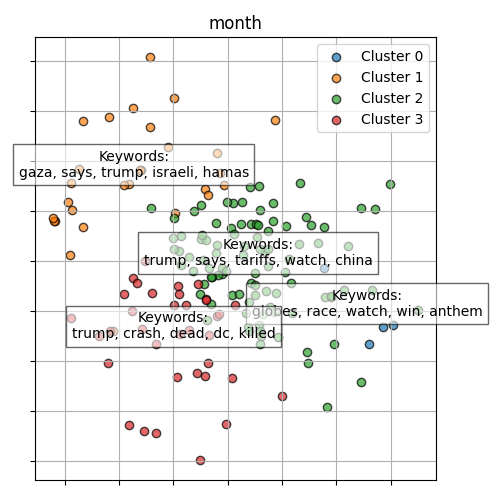 month
Cluster 0
Cluster 1
Cluster 2
Cluster 3
Keywords:
gaza, says, trump, israeli, hamas
Keywords:
trump, says, tariffs, watch, china
Keywords:
globes, race, watch, win, anthem
Keywords:
trump, crash, dead, dc, killed